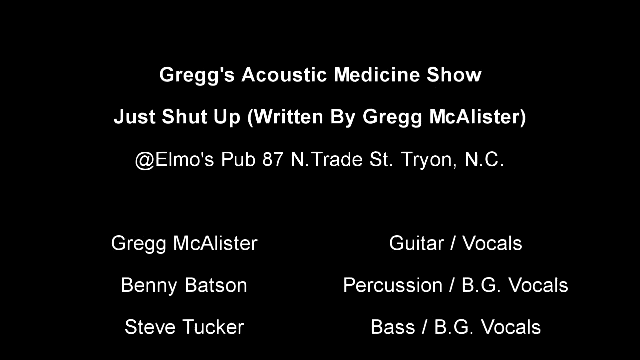 Gregg's Acoustic Medicine Show
Just Shut Up (Written By Gregg McAlister)
@Elmo's Pub 87 N.Trade St. Tryon, N.C.
Gregg McAlister Guitar / Vocals
Benny Batson Percussion / B.G. Vocals
Steve Tucker Bass / B.G. Vocals